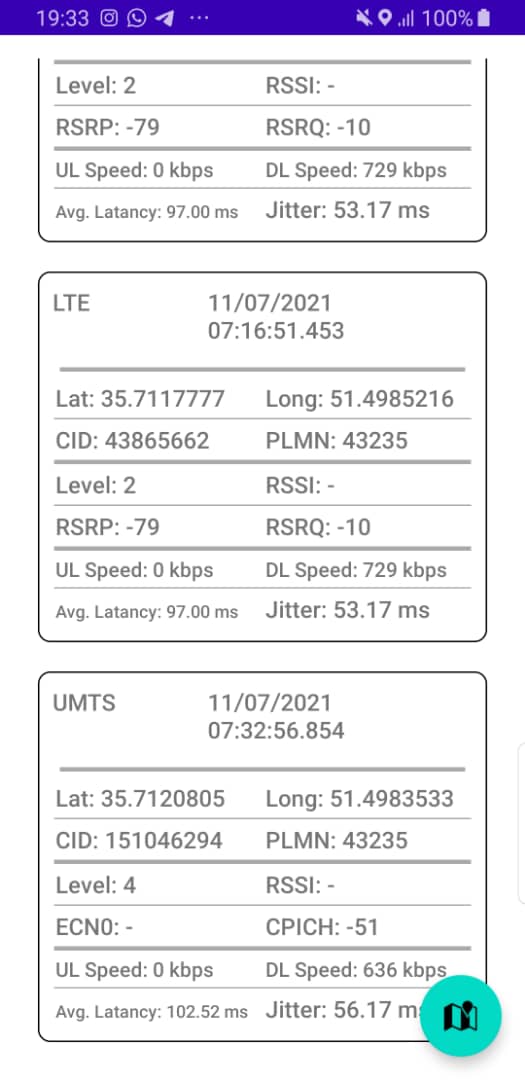 19:33 ... 100%
Level: 2 RSSI: -
RSRP: -79 RSRQ: -10
UL Speed: 0 kbps DL Speed: 729 kbps
Avg. Latancy: 97.00 ms Jitter: 53.17 ms
LTE 11/07/2021
07:16:51.453
Lat: 35.7117777 Long: 51.4985216
CID: 43865662 PLMN: 43235
Level: 2 RSSI: -
RSRP: -79 RSRQ: -10
UL Speed: 0 kbps DL Speed: 729 kbps
Avg. Latancy: 97.00 ms Jitter: 53.17 ms
UMTS 11/07/2021
07:32:56.854
Lat: 35.7120805 Long: 51.4983533
CID: 151046294 PLMN: 43235
Level: 4 RSSI: -
ECN0: - CPICH: -51
UL Speed: 0 kbps DL Speed: 636 kbps
Avg. Latancy: 102.52 ms Jitter: 56.17